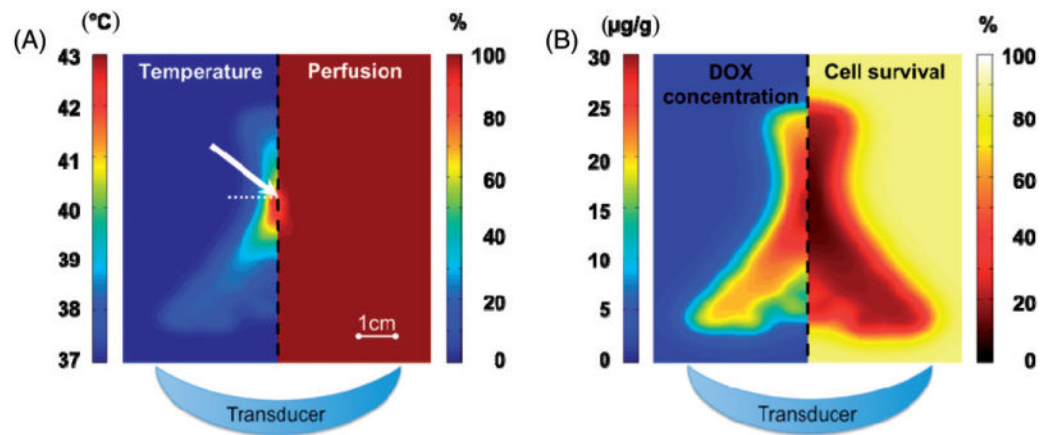 (A)
(°C)
%
43
42
41
40
39
38
37
Temperature
Perfusion
1cm
100
80
60
40
20
0
Transducer
(B)
(µg/g)
%
30
25
20
15
10
5
0
DOX
concentration
Cell survival
100
80
60
40
20
0
Transducer